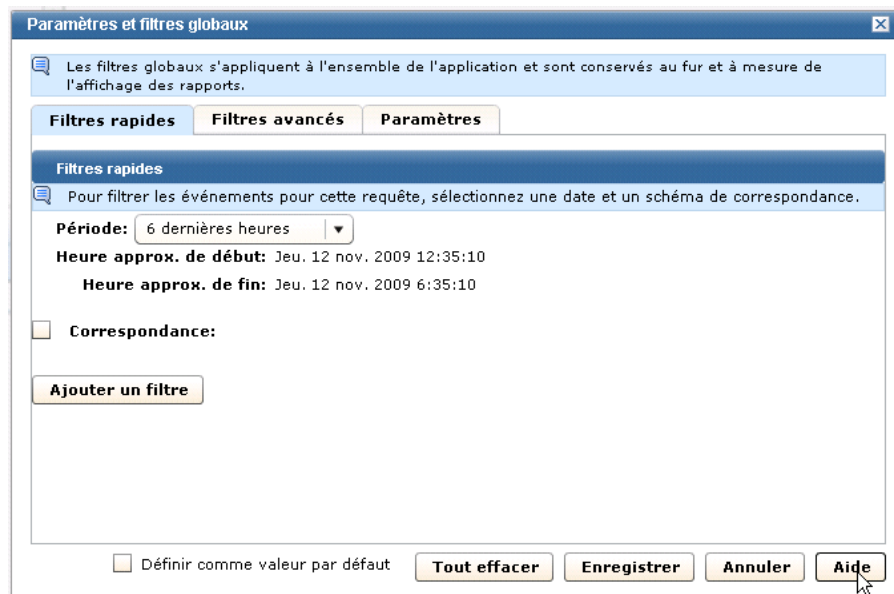 Paramètres et filtres globaux
Les filtres globaux s'appliquent à l'ensemble de l'application et sont conservés au fur et à mesure de
l'affichage des rapports.
Filtres rapides Filtres avancés Paramètres
Filtres rapides
Pour filtrer les événements pour cette requête, sélectionnez une date et un schéma de correspondance.
Période: 6 dernières heures
Heure approx. de début: Jeu. 12 nov. 2009 12:35:10
Heure approx. de fin: Jeu. 12 nov. 2009 6:35:10
Correspondance:
Ajouter un filtre
Définir comme valeur par défaut Tout effacer Enregistrer Annuler Aide